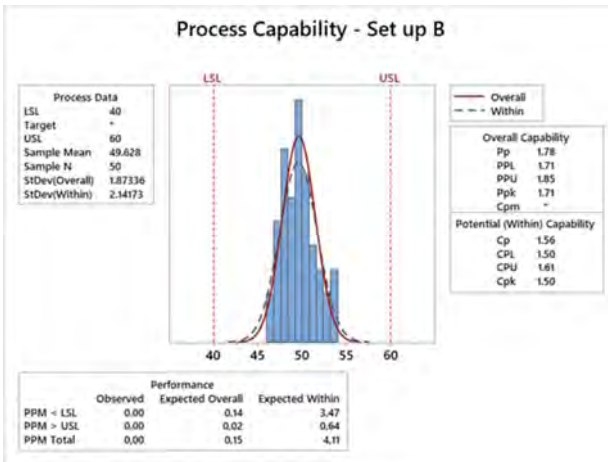 Process Capability - Set up B
LSL USL
Process Data
LSL 40
Target *
USL 60
Sample Mean 49.628
Sample N 50
StDev(Overall) 1.87336
StDev(Within) 2.14173
Overall
Within
Overall Capability
Pp 1.78
PPL 1.71
PPU 1.85
Ppk 1.71
Cpm *
Potential (Within) Capability
Cp 1.56
CPL 1.50
CPU 1.61
Cpk 1.50
40 45 50 55 60
Performance
Observed Expected Overall Expected Within
PPM < LSL 0.00 0.14 3.47
PPM > USL 0.00 0.02 0.64
PPM Total 0.00 0.15 4.11